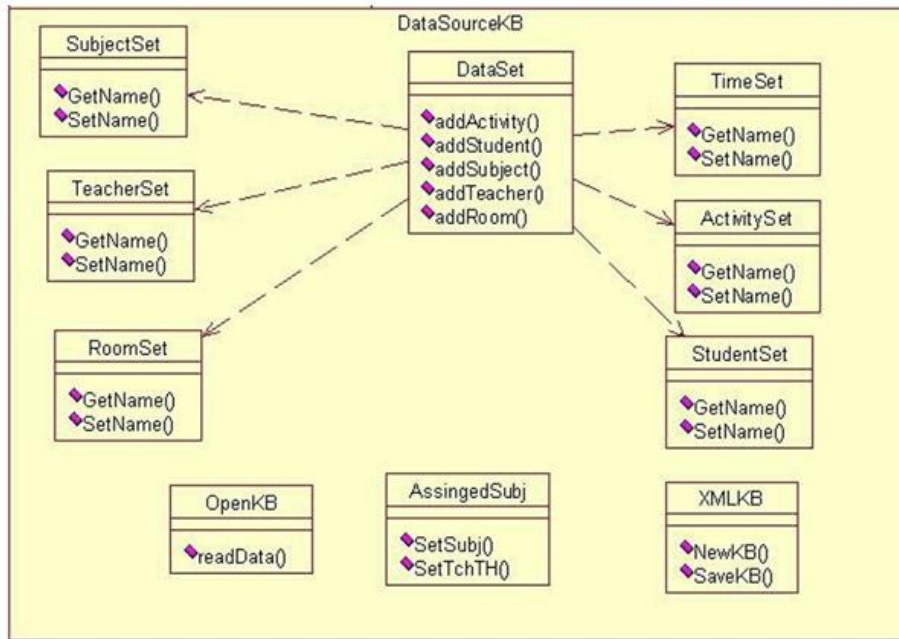 DataSourceKB
SubjectSet
GetName()
SetName()
DataSet
addActivity()
addStudent()
addSubject()
addTeacher()
addRoom()
TimeSet
GetName()
SetName()
TeacherSet
GetName()
SetName()
ActivitySet
GetName()
SetName()
RoomSet
GetName()
SetName()
StudentSet
GetName()
SetName()
OpenKB
readData()
AssingedSubj
SetSubj()
SetTchTH()
XMLKB
NewKB()
SaveKB()